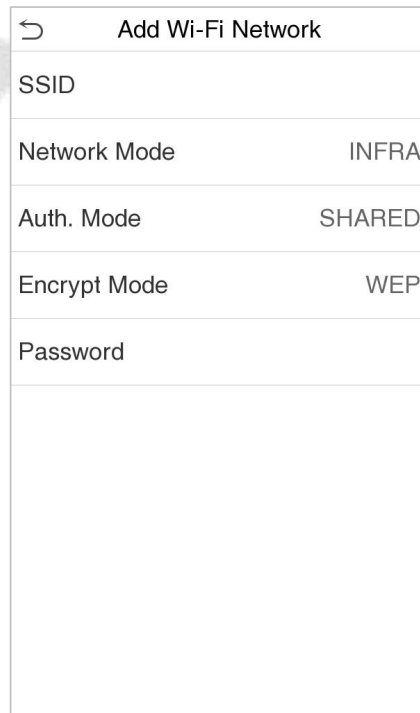 Add Wi-Fi Network
SSID
Network Mode INFRA
Auth. Mode SHARED
Encrypt Mode WEP
Password